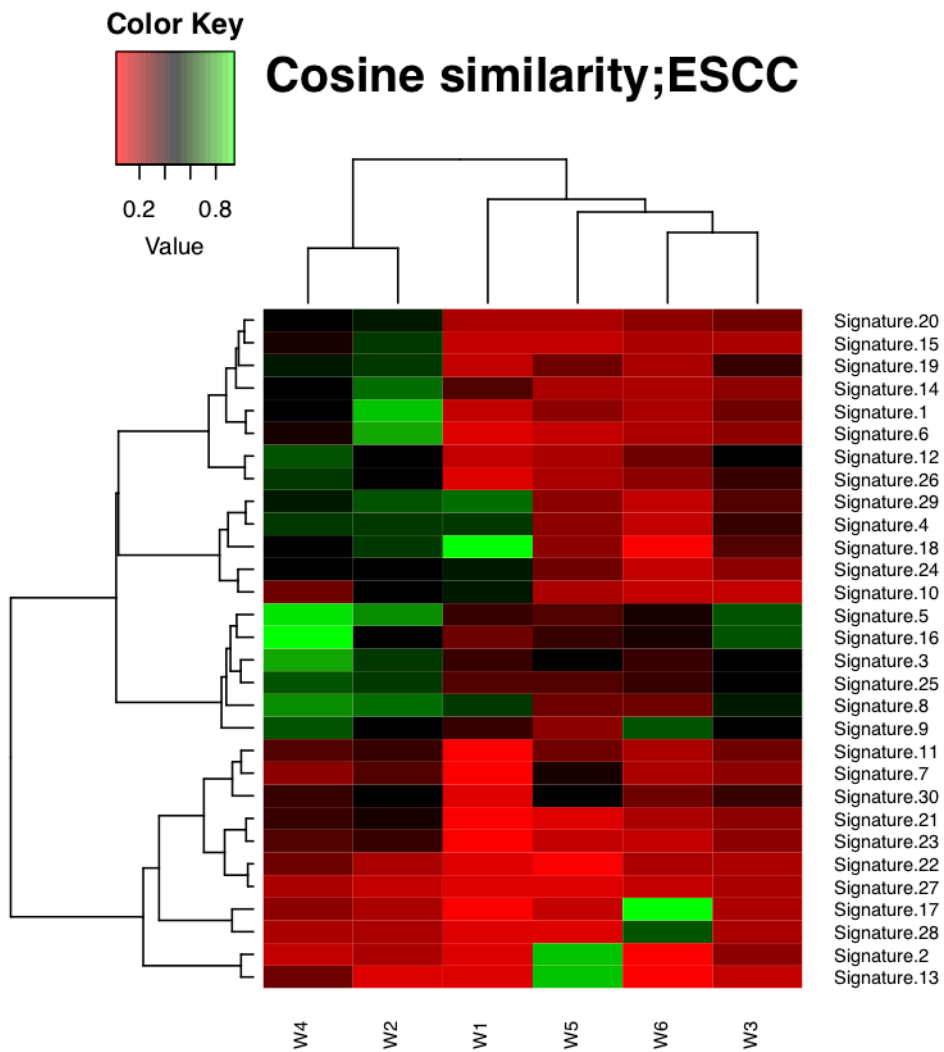 Color Key
Cosine similarity;ESCC
0.2 0.8
Value
Signature.20
Signature.15
Signature.19
Signature.14
Signature.1
Signature.6
Signature.12
Signature.26
Signature.29
Signature.4
Signature.18
Signature.24
Signature.10
Signature.5
Signature.16
Signature.3
Signature.25
Signature.8
Signature.9
Signature.11
Signature.7
Signature.30
Signature.21
Signature.23
Signature.22
Signature.27
Signature.17
Signature.28
Signature.2
Signature.13
W4 W2 W1 W5 W6 W3